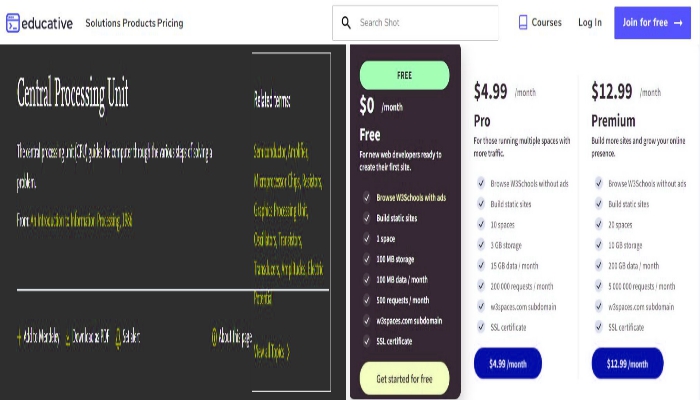 educative
Solutions Products Pricing
Search Shot
Courses
Log In
Join for free →
Central Processing Unit
The central processing unit (CPU) guides the computer through the various steps of solving a
problem.
From: An Introduction to Information Processing, 1986
Add to Mendeley
Download as PDF
Set alert
About this page
Related terms:
Semiconductor, Amplifier,
Microprocessor Chips, Resistors,
Graphics Processing Unit,
Oscillators, Transistors,
Transducers, Amplitudes, Electric
Potential
View all Topics
FREE
$0 /month
Free
For new web developers ready to
create their first site.
Browse W3Schools with ads
Build static sites
1 space
100 MB storage
100 MB data / month
500 requests / month
w3spaces.com subdomain
SSL certificate
Get started for free
$4.99 /month
Pro
For those running multiple spaces with
more traffic.
Browse W3Schools without ads
Build static sites
10 spaces
3 GB storage
15 GB data / month
200 000 requests / month
w3spaces.com subdomain
SSL certificate
$4.99 /month
$12.99 /month
Premium
Build more sites and grow your online
presence.
Browse W3Schools without ads
Build static sites
20 spaces
10 GB storage
200 GB data / month
5 000 000 requests / month
w3spaces.com subdomain
SSL certificate
$12.99 /month